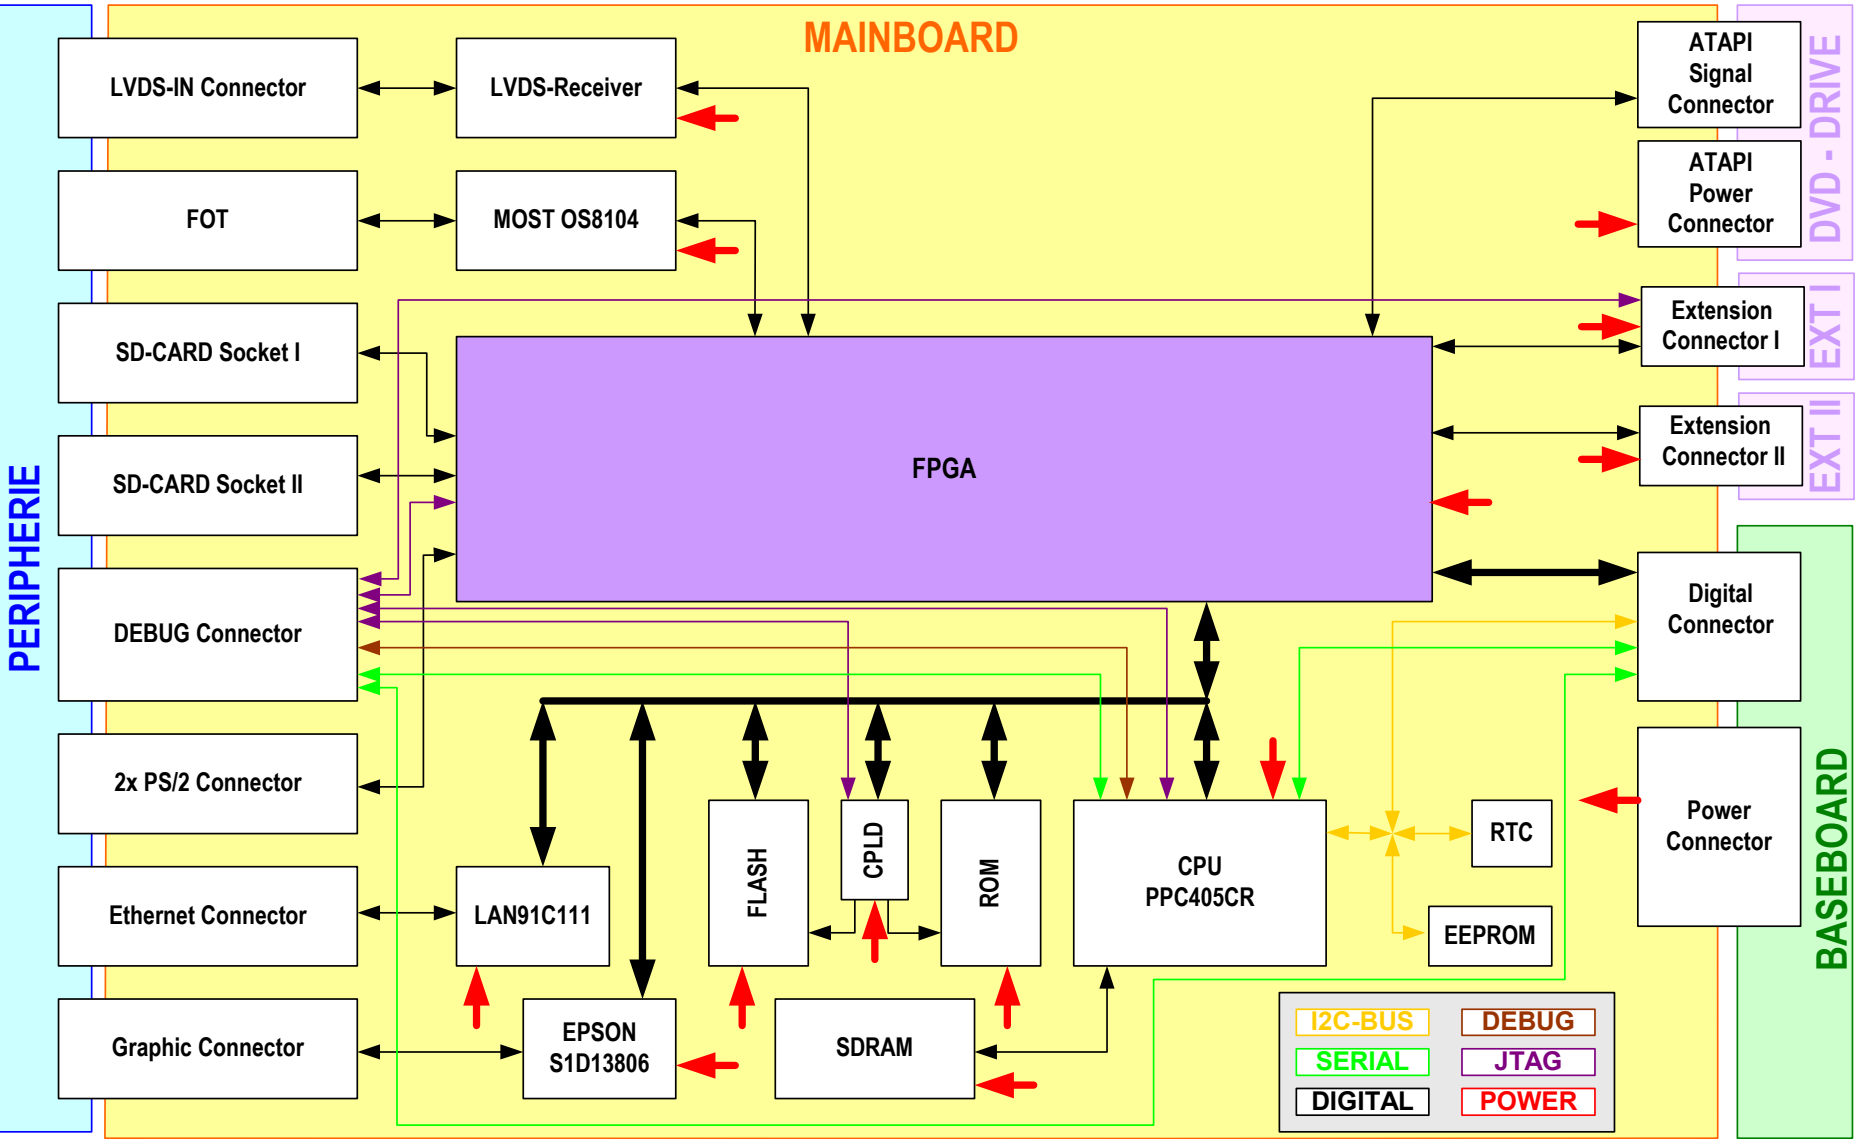 MAINBOARD
PERIPHERIE
LVDS-IN Connector
LVDS-Receiver
FOT
MOST OS8104
SD-CARD Socket I
SD-CARD Socket II
DEBUG Connector
2x PS/2 Connector
Ethernet Connector
Graphic Connector
FPGA
LAN91C111
EPSON
S1D13806
FLASH
CPLD
ROM
SDRAM
CPU
PPC405CR
RTC
EEPROM
ATAPI
Signal
Connector
ATAPI
Power
Connector
DVD - DRIVE
Extension
Connector I
EXT I
Extension
Connector II
EXT II
Digital
Connector
Power
Connector
BASEBOARD
I2C-BUS
DEBUG
SERIAL
JTAG
DIGITAL
POWER